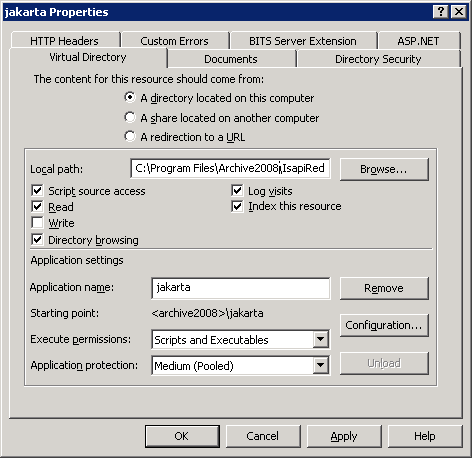 jakarta Properties
HTTP Headers Custom Errors BITS Server Extension ASP.NET
Virtual Directory Documents Directory Security
The content for this resource should come from:
A directory located on this computer
A share located on another computer
A redirection to a URL
Local path: C:\Program Files\Archive2008\IsapiRed Browse...
Script source access Log visits
Read Index this resource
Write
Directory browsing
Application settings
Application name: jakarta Remove
Starting point: <archive2008>\jakarta
Execute permissions: Scripts and Executables Configuration...
Application protection: Medium (Pooled) Unload
OK Cancel Apply Help